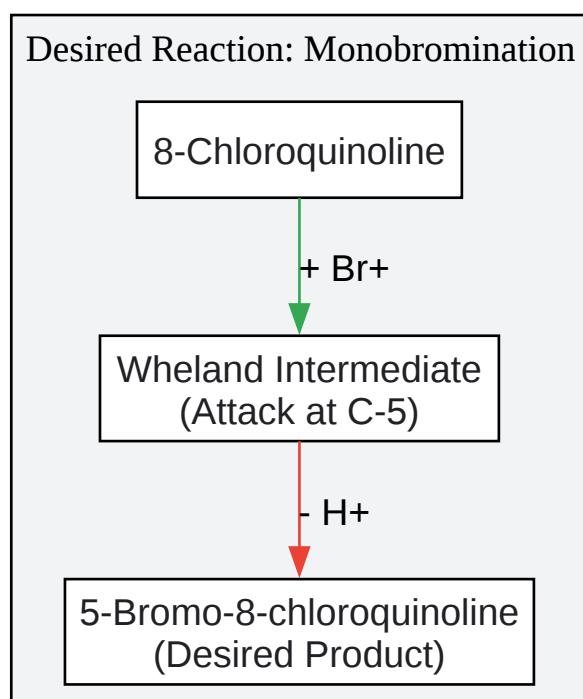 Desired Reaction: Monobromination
8-Chloroquinoline
+ Br+
Wheland Intermediate
(Attack at C-5)
- H+
5-Bromo-8-chloroquinoline
(Desired Product)